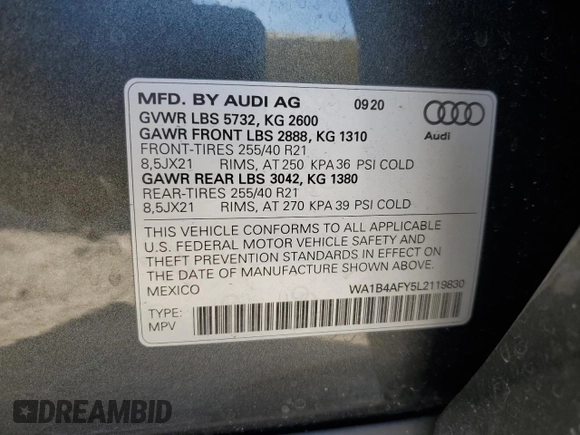 MFD. BY AUDI AG 09 20
GVWR LBS 5732, KG 2600
GAWR FRONT LBS 2888, KG 1310
FRONT-TIRES 255/40 R21
8,5JX21 RIMS, AT 250 KPA 36 PSI COLD
GAWR REAR LBS 3042, KG 1380
REAR-TIRES 255/40 R21
8,5JX21 RIMS, AT 270 KPA 39 PSI COLD
Audi
THIS VEHICLE CONFORMS TO ALL APPLICABLE
U.S. FEDERAL MOTOR VEHICLE SAFETY AND
THEFT PREVENTION STANDARDS IN EFFECT ON
THE DATE OF MANUFACTURE SHOWN ABOVE.
MEXICO WA1B4AFY5L2119830
TYPE:
MPV
DREAMBID